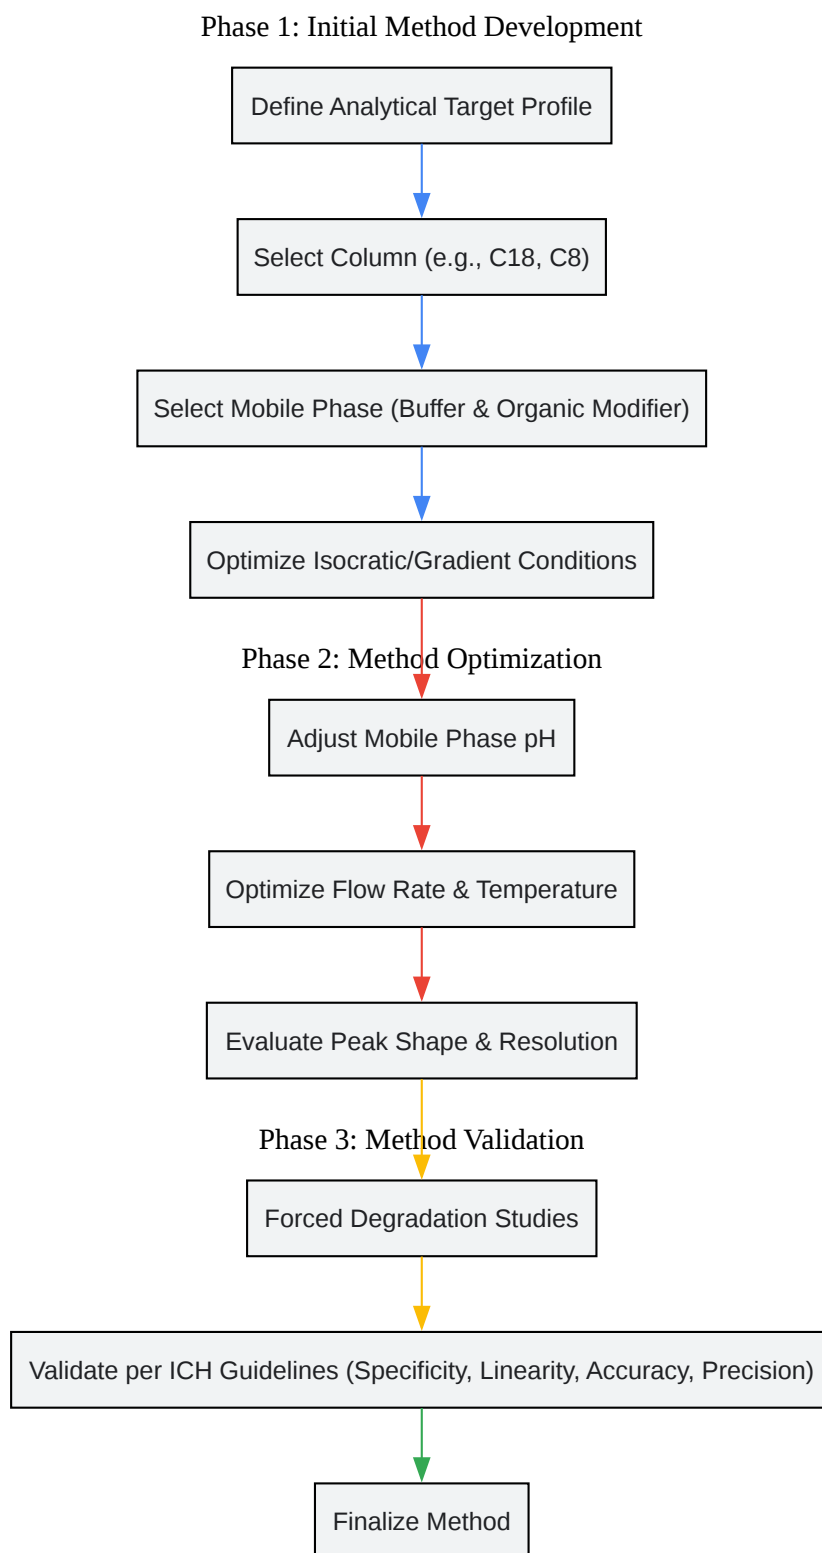 Phase 1: Initial Method Development
Define Analytical Target Profile
Select Column (e.g., C18, C8)
Select Mobile Phase (Buffer & Organic Modifier)
Optimize Isocratic/Gradient Conditions
Phase 2: Method Optimization
Adjust Mobile Phase pH
Optimize Flow Rate & Temperature
Evaluate Peak Shape & Resolution
Phase 3: Method Validation
Forced Degradation Studies
Validate per ICH Guidelines (Specificity, Linearity, Accuracy, Precision)
Finalize Method